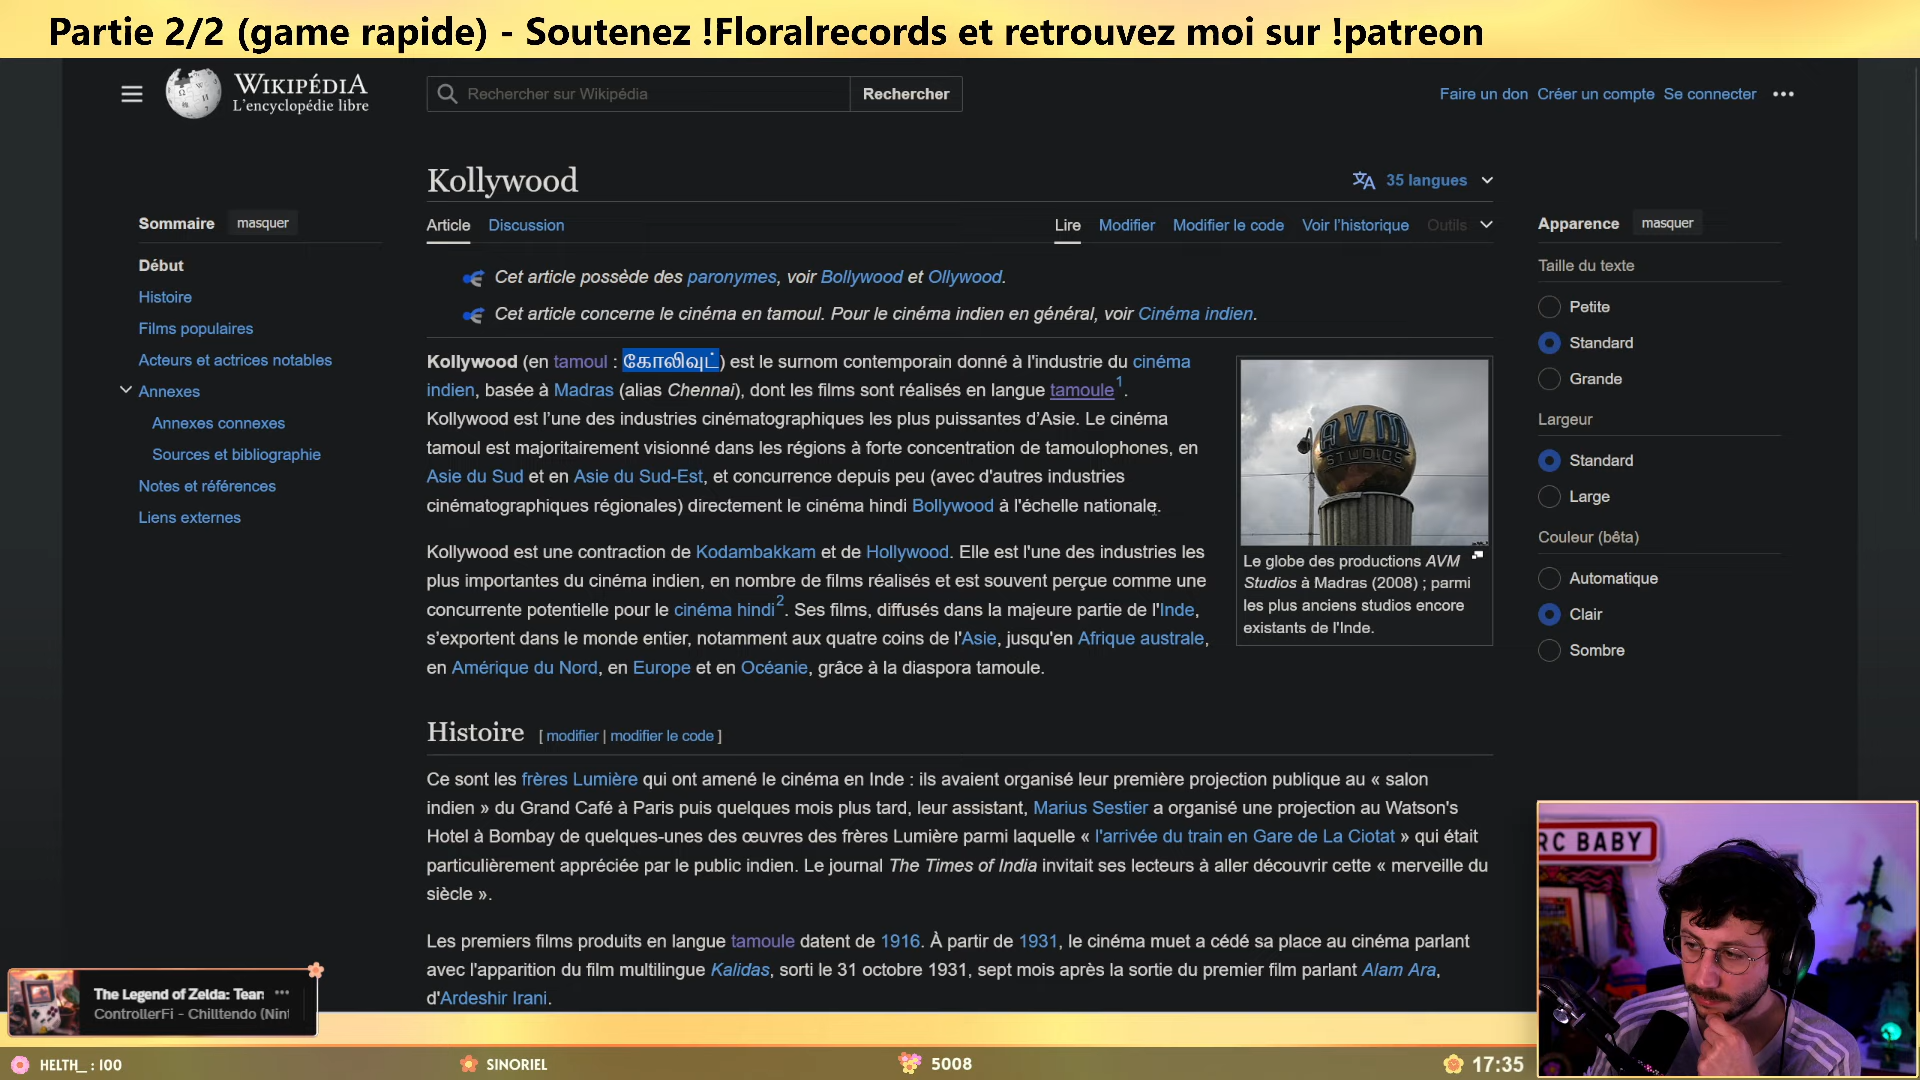 Partie 2/2 (game rapide) - Soutenez !Floralrecords et retrouvez moi sur !patreon
WIKIPÉDIA
L'encyclopédie libre
Rechercher sur Wikipédia
Rechercher
Faire un don Créer un compte Se connecter
Kollywood
35 langues
Sommaire masquer
Début
Histoire
Films populaires
Acteurs et actrices notables
Annexes
Annexes connexes
Sources et bibliographie
Notes et références
Liens externes
Article Discussion
Lire Modifier Modifier le code Voir l'historique Outils
Cet article possède des paronymes, voir Bollywood et Ollywood.
Cet article concerne le cinéma en tamoul. Pour le cinéma indien en général, voir Cinéma indien.
Kollywood (en tamoul : கோலிவுட்) est le surnom contemporain donné à l'industrie du cinéma
indien, basée à Madras (alias Chennai), dont les films sont réalisés en langue tamoule1.
Kollywood est l'une des industries cinématographiques les plus puissantes d'Asie. Le cinéma
tamoul est majoritairement visionné dans les régions à forte concentration de tamoulophones, en
Asie du Sud et en Asie du Sud-Est, et concurrence depuis peu (avec d'autres industries
cinématographiques régionales) directement le cinéma hindi Bollywood à l'échelle nationale.
Kollywood est une contraction de Kodambakkam et de Hollywood. Elle est l'une des industries les
plus importantes du cinéma indien, en nombre de films réalisés et est souvent perçue comme une
concurrente potentielle pour le cinéma hindi2. Ses films, diffusés dans la majeure partie de l'Inde,
s'exportent dans le monde entier, notamment aux quatre coins de l'Asie, jusqu'en Afrique australe,
en Amérique du Nord, en Europe et en Océanie, grâce à la diaspora tamoule.
AVM
STUDIOS
Le globe des productions AVM
Studios à Madras (2008) ; parmi
les plus anciens studios encore
existants de l'Inde.
Histoire [ modifier | modifier le code ]
Ce sont les frères Lumière qui ont amené le cinéma en Inde : ils avaient organisé leur première projection publique au « salon
indien » du Grand Café à Paris puis quelques mois plus tard, leur assistant, Marius Sestier a organisé une projection au Watson's
Hotel à Bombay de quelques-unes des œuvres des frères Lumière parmi laquelle « l'arrivée du train en Gare de La Ciotat » qui était
particulièrement appréciée par le public indien. Le journal The Times of India invitait ses lecteurs à aller découvrir cette « merveille du
siècle ».
Les premiers films produits en langue tamoule datent de 1916. À partir de 1931, le cinéma muet a cédé sa place au cinéma parlant
avec l'apparition du film multilingue Kalidas, sorti le 31 octobre 1931, sept mois après la sortie du premier film parlant Alam Ara,
d'Ardeshir Irani.
Apparence masquer
Taille du texte
Petite
Standard
Grande
Largeur
Standard
Large
Couleur (bêta)
Automatique
Clair
Sombre
RC BABY
The Legend of Zelda: Tear
ControllerFi - Chilltendo (Nint
HELTH_ : 100
SINORIEL
5008
17:35